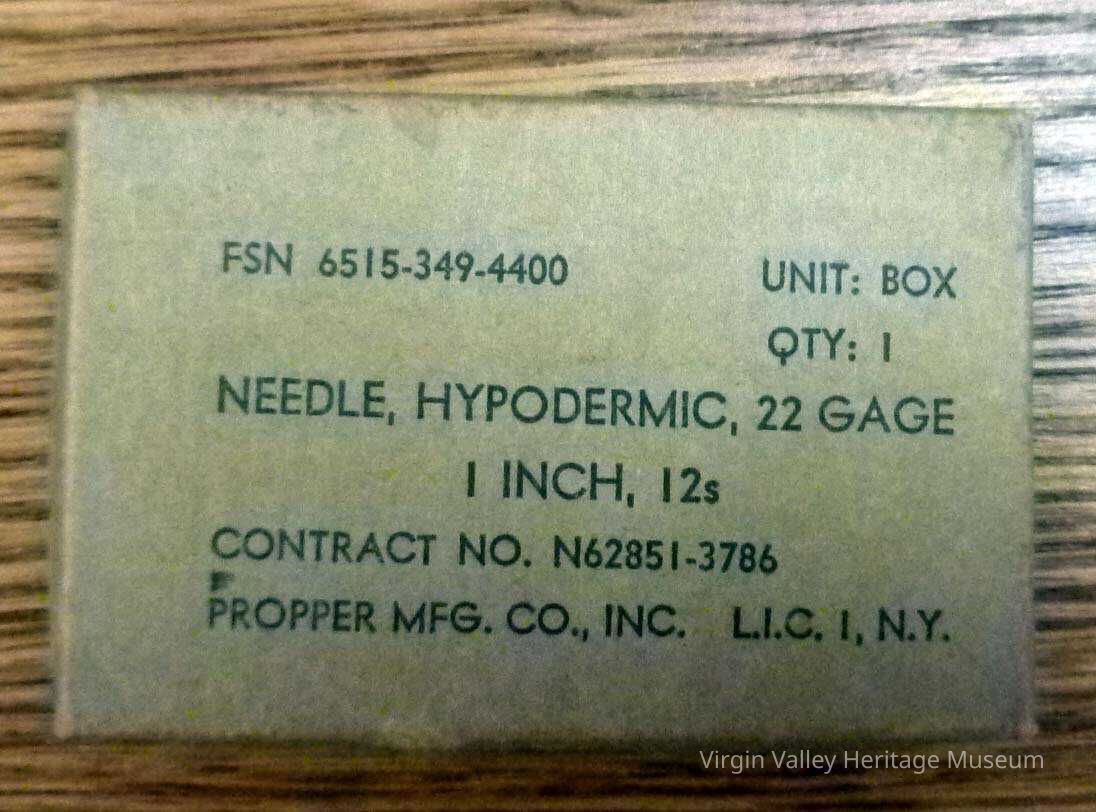 FSN 6515-349-4400 UNIT: BOX
QTY: 1
NEEDLE, HYPODERMIC, 22 GAGE
1 INCH, 12s
CONTRACT NO. N62851-3786
PROPPER MFG. CO., INC. L.I.C. 1, N.Y.
Virgin Valley Heritage Museum